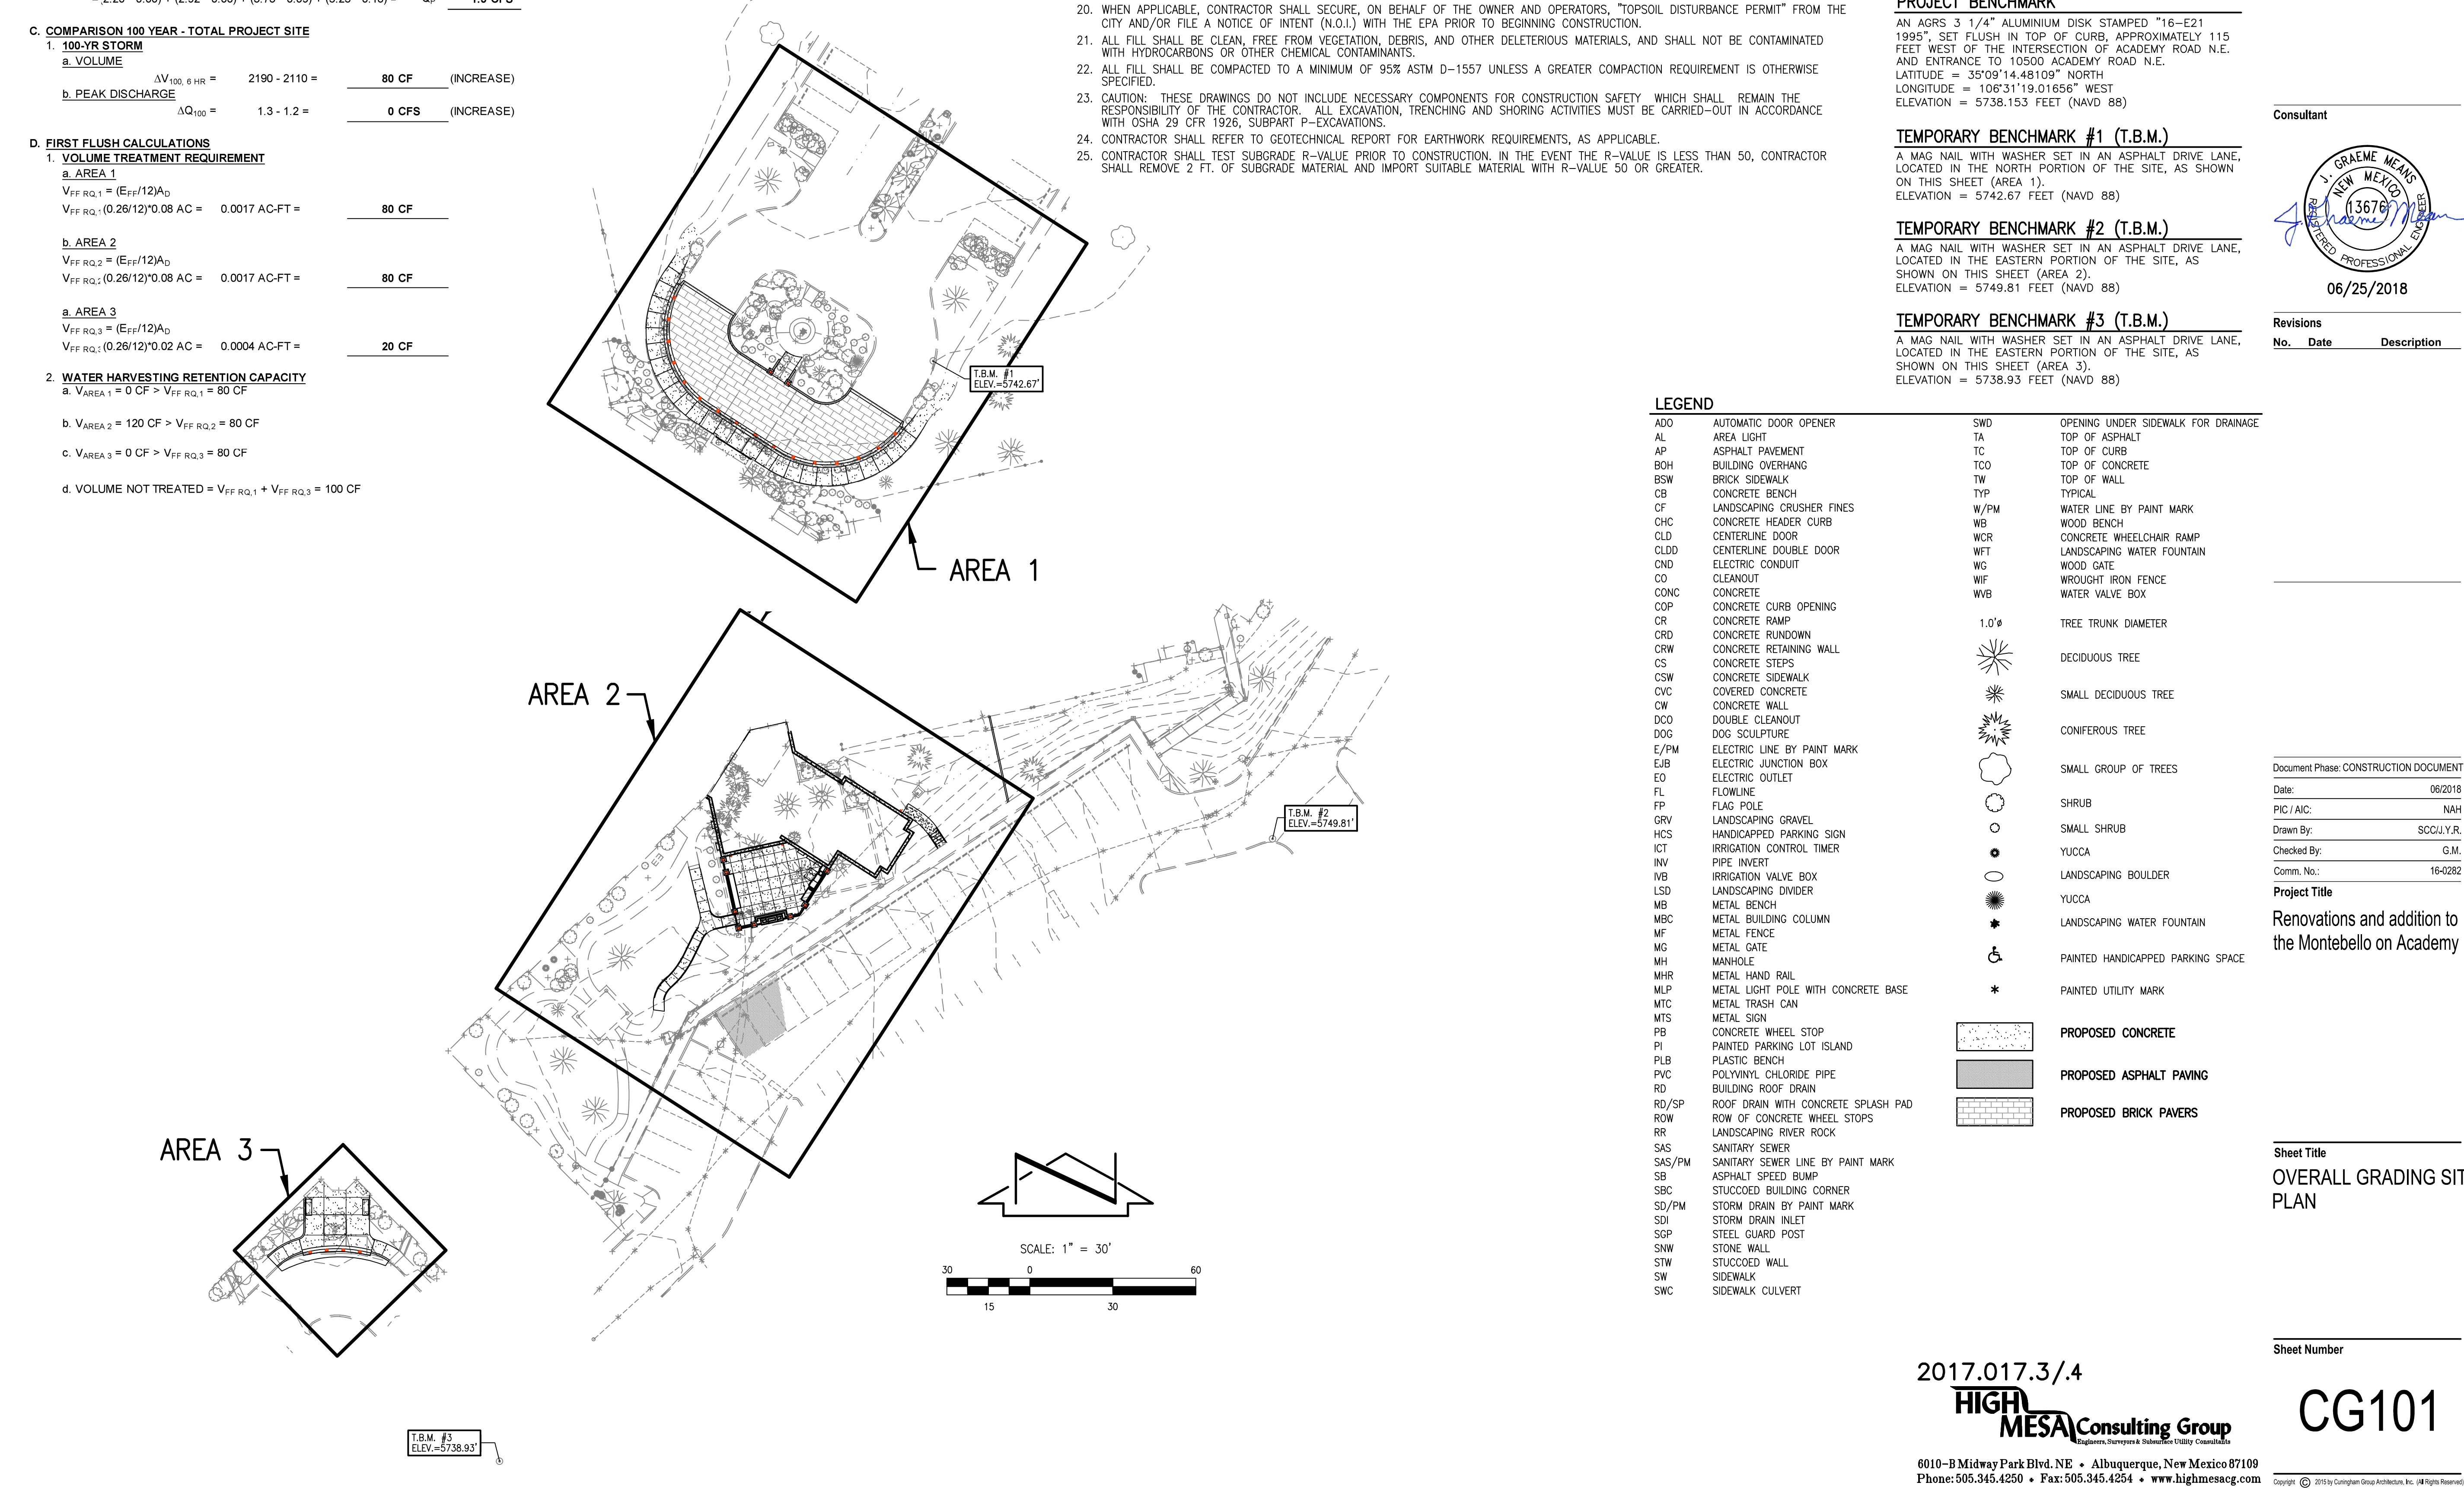 1.3 CFS
C. COMPARISON 100 YEAR - TOTAL PROJECT SITE
1. 100-YR STORM
a. VOLUME
ΔV100, 6 HR = 2190 - 2110 = 80 CF (INCREASE)
b. PEAK DISCHARGE
ΔQ100 = 1.3 - 1.2 = 0 CFS (INCREASE)
D. FIRST FLUSH CALCULATIONS
1. VOLUME TREATMENT REQUIREMENT
a. AREA 1
VFF RQ,1 = (EFF/12)AD
VFF RQ,1 (0.26/12)*0.08 AC = 0.0017 AC-FT = 80 CF
b. AREA 2
VFF RQ,2 = (EFF/12)AD
VFF RQ,2 (0.26/12)*0.08 AC = 0.0017 AC-FT = 80 CF
a. AREA 3
VFF RQ,3 = (EFF/12)AD
VFF RQ,3 (0.26/12)*0.02 AC = 0.0004 AC-FT = 20 CF
2. WATER HARVESTING RETENTION CAPACITY
a. VAREA 1 = 0 CF > VFF RQ,1 = 80 CF
b. VAREA 2 = 120 CF > VFF RQ,2 = 80 CF
c. VAREA 3 = 0 CF > VFF RQ,3 = 80 CF
d. VOLUME NOT TREATED = VFF RQ,1 + VFF RQ,3 = 100 CF
T.B.M. #1
ELEV.=5742.67'
AREA 1
AREA 2
T.B.M. #2
ELEV.=5749.81'
AREA 3
T.B.M. #3
ELEV.=5738.93'
SCALE: 1" = 30'
30 0 60
15 30
20. WHEN APPLICABLE, CONTRACTOR SHALL SECURE, ON BEHALF OF THE OWNER AND OPERATORS, "TOPSOIL DISTURBANCE PERMIT" FROM THE
CITY AND/OR FILE A NOTICE OF INTENT (N.O.I.) WITH THE EPA PRIOR TO BEGINNING CONSTRUCTION.
21. ALL FILL SHALL BE CLEAN, FREE FROM VEGETATION, DEBRIS, AND OTHER DELETERIOUS MATERIALS, AND SHALL NOT BE CONTAMINATED
WITH HYDROCARBONS OR OTHER CHEMICAL CONTAMINANTS.
22. ALL FILL SHALL BE COMPACTED TO A MINIMUM OF 95% ASTM D-1557 UNLESS A GREATER COMPACTION REQUIREMENT IS OTHERWISE
SPECIFIED.
23. CAUTION: THESE DRAWINGS DO NOT INCLUDE NECESSARY COMPONENTS FOR CONSTRUCTION SAFETY WHICH SHALL REMAIN THE
RESPONSIBILITY OF THE CONTRACTOR. ALL EXCAVATION, TRENCHING AND SHORING ACTIVITIES MUST BE CARRIED-OUT IN ACCORDANCE
WITH OSHA 29 CFR 1926, SUBPART P-EXCAVATIONS.
24. CONTRACTOR SHALL REFER TO GEOTECHNICAL REPORT FOR EARTHWORK REQUIREMENTS, AS APPLICABLE.
25. CONTRACTOR SHALL TEST SUBGRADE R-VALUE PRIOR TO CONSTRUCTION. IN THE EVENT THE R-VALUE IS LESS THAN 50, CONTRACTOR
SHALL REMOVE 2 FT. OF SUBGRADE MATERIAL AND IMPORT SUITABLE MATERIAL WITH R-VALUE 50 OR GREATER.
PROJECT BENCHMARK
AN AGRS 3 1/4" ALUMINIUM DISK STAMPED "16-E21
1995", SET FLUSH IN TOP OF CURB, APPROXIMATELY 115
FEET WEST OF THE INTERSECTION OF ACADEMY ROAD N.E.
AND ENTRANCE TO 10500 ACADEMY ROAD N.E.
LATITUDE = 35°09'14.48109" NORTH
LONGITUDE = 106°31'19.01656" WEST
ELEVATION = 5738.153 FEET (NAVD 88)
TEMPORARY BENCHMARK #1 (T.B.M.)
A MAG NAIL WITH WASHER SET IN AN ASPHALT DRIVE LANE,
LOCATED IN THE NORTH PORTION OF THE SITE, AS SHOWN
ON THIS SHEET (AREA 1).
ELEVATION = 5742.67 FEET (NAVD 88)
TEMPORARY BENCHMARK #2 (T.B.M.)
A MAG NAIL WITH WASHER SET IN AN ASPHALT DRIVE LANE,
LOCATED IN THE EASTERN PORTION OF THE SITE, AS
SHOWN ON THIS SHEET (AREA 2).
ELEVATION = 5749.81 FEET (NAVD 88)
TEMPORARY BENCHMARK #3 (T.B.M.)
A MAG NAIL WITH WASHER SET IN AN ASPHALT DRIVE LANE,
LOCATED IN THE EASTERN PORTION OF THE SITE, AS
SHOWN ON THIS SHEET (AREA 3).
ELEVATION = 5738.93 FEET (NAVD 88)
LEGEND
ADO AUTOMATIC DOOR OPENER
AL AREA LIGHT
AP ASPHALT PAVEMENT
BOH BUILDING OVERHANG
BSW BRICK SIDEWALK
CB CONCRETE BENCH
CF LANDSCAPING CRUSHER FINES
CHC CONCRETE HEADER CURB
CLD CENTERLINE DOOR
CLDD CENTERLINE DOUBLE DOOR
CND ELECTRIC CONDUIT
CO CLEANOUT
CONC CONCRETE
COP CONCRETE CURB OPENING
CR CONCRETE RAMP
CRD CONCRETE RUNDOWN
CRW CONCRETE RETAINING WALL
CS CONCRETE STEPS
CSW CONCRETE SIDEWALK
CVC COVERED CONCRETE
CW CONCRETE WALL
DCO DOUBLE CLEANOUT
DOG DOG SCULPTURE
E/PM ELECTRIC LINE BY PAINT MARK
EJB ELECTRIC JUNCTION BOX
EO ELECTRIC OUTLET
FL FLOWLINE
FP FLAG POLE
GRV LANDSCAPING GRAVEL
HCS HANDICAPPED PARKING SIGN
ICT IRRIGATION CONTROL TIMER
INV PIPE INVERT
IVB IRRIGATION VALVE BOX
LSD LANDSCAPING DIVIDER
MB METAL BENCH
MBC METAL BUILDING COLUMN
MF METAL FENCE
MG METAL GATE
MH MANHOLE
MHR METAL HAND RAIL
MLP METAL LIGHT POLE WITH CONCRETE BASE
MTC METAL TRASH CAN
MTS METAL SIGN
PB CONCRETE WHEEL STOP
PI PAINTED PARKING LOT ISLAND
PLB PLASTIC BENCH
PVC POLYVINYL CHLORIDE PIPE
RD BUILDING ROOF DRAIN
RD/SP ROOF DRAIN WITH CONCRETE SPLASH PAD
ROW ROW OF CONCRETE WHEEL STOPS
RR LANDSCAPING RIVER ROCK
SAS SANITARY SEWER
SAS/PM SANITARY SEWER LINE BY PAINT MARK
SB ASPHALT SPEED BUMP
SBC STUCCOED BUILDING CORNER
SD/PM STORM DRAIN BY PAINT MARK
SDI STORM DRAIN INLET
SGP STEEL GUARD POST
SNW STONE WALL
STW STUCCOED WALL
SW SIDEWALK
SWC SIDEWALK CULVERT
SWD OPENING UNDER SIDEWALK FOR DRAINAGE
TA TOP OF ASPHALT
TC TOP OF CURB
TCO TOP OF CONCRETE
TW TOP OF WALL
TYP TYPICAL
W/PM WATER LINE BY PAINT MARK
WB WOOD BENCH
WCR CONCRETE WHEELCHAIR RAMP
WFT LANDSCAPING WATER FOUNTAIN
WG WOOD GATE
WIF WROUGHT IRON FENCE
WVB WATER VALVE BOX
1.0'ø TREE TRUNK DIAMETER
DECIDUOUS TREE
SMALL DECIDUOUS TREE
CONIFEROUS TREE
SMALL GROUP OF TREES
SHRUB
SMALL SHRUB
YUCCA
LANDSCAPING BOULDER
YUCCA
LANDSCAPING WATER FOUNTAIN
PAINTED HANDICAPPED PARKING SPACE
PAINTED UTILITY MARK
PROPOSED CONCRETE
PROPOSED ASPHALT PAVING
PROPOSED BRICK PAVERS
2017.017.3/.4
HIGH
MESA Consulting Group
Engineers, Surveyors & Subsurface Utility Consultants
6010-B Midway Park Blvd. NE • Albuquerque, New Mexico 87109
Phone: 505.345.4250 • Fax: 505.345.4254 • www.highmesacg.com
Consultant
J. GRAEME MEANS
NEW MEXICO
13676
REGISTERED PROFESSIONAL ENGINEER
J. Graeme Means
06/25/2018
Revisions
No. Date Description
Document Phase: CONSTRUCTION DOCUMENT
Date: 06/2018
PIC / AIC: NAH
Drawn By: SCC/J.Y.R.
Checked By: G.M.
Comm. No.: 16-0282
Project Title
Renovations and addition to
the Montebello on Academy
Sheet Title
OVERALL GRADING SIT
PLAN
Sheet Number
CG101
Copyright © 2015 by Cuningham Group Architecture, Inc. (All Rights Reserved)